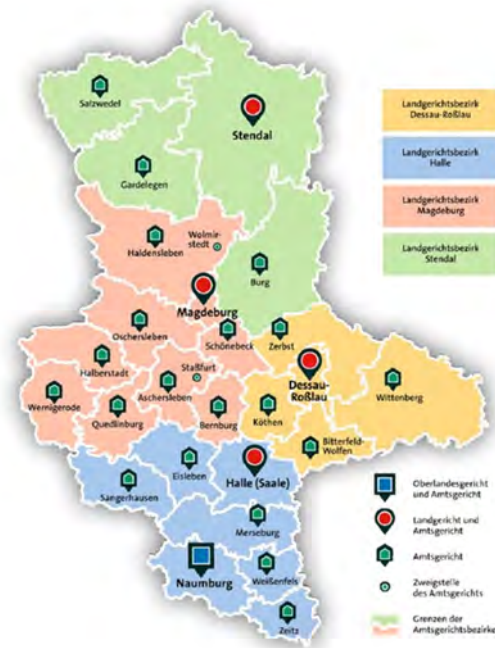 Salzwedel
Stendal
Gardelegen
Wolmir-
stedt
Haldensleben
Burg
Magdeburg
Oschersleben
Schönebeck
Zerbst
Halberstadt
Staßfurt
Dessau-
Roßlau
Wittenberg
Wernigerode
Aschersleben
Quedlinburg
Bernburg
Köthen
Bitterfeld-
Wolfen
Eisleben
Halle (Saale)
Sangerhausen
Merseburg
Naumburg
Weißenfels
Zeitz
Landgerichtsbezirk
Dessau-Roßlau
Landgerichtsbezirk
Halle
Landgerichtsbezirk
Magdeburg
Landgerichtsbezirk
Stendal
Oberlandesgericht
und Amtsgericht
Landgericht und
Amtsgericht
Amtsgericht
Zweigstelle
des Amtsgerichts
Grenzen der
Amtsgerichtsbezirke